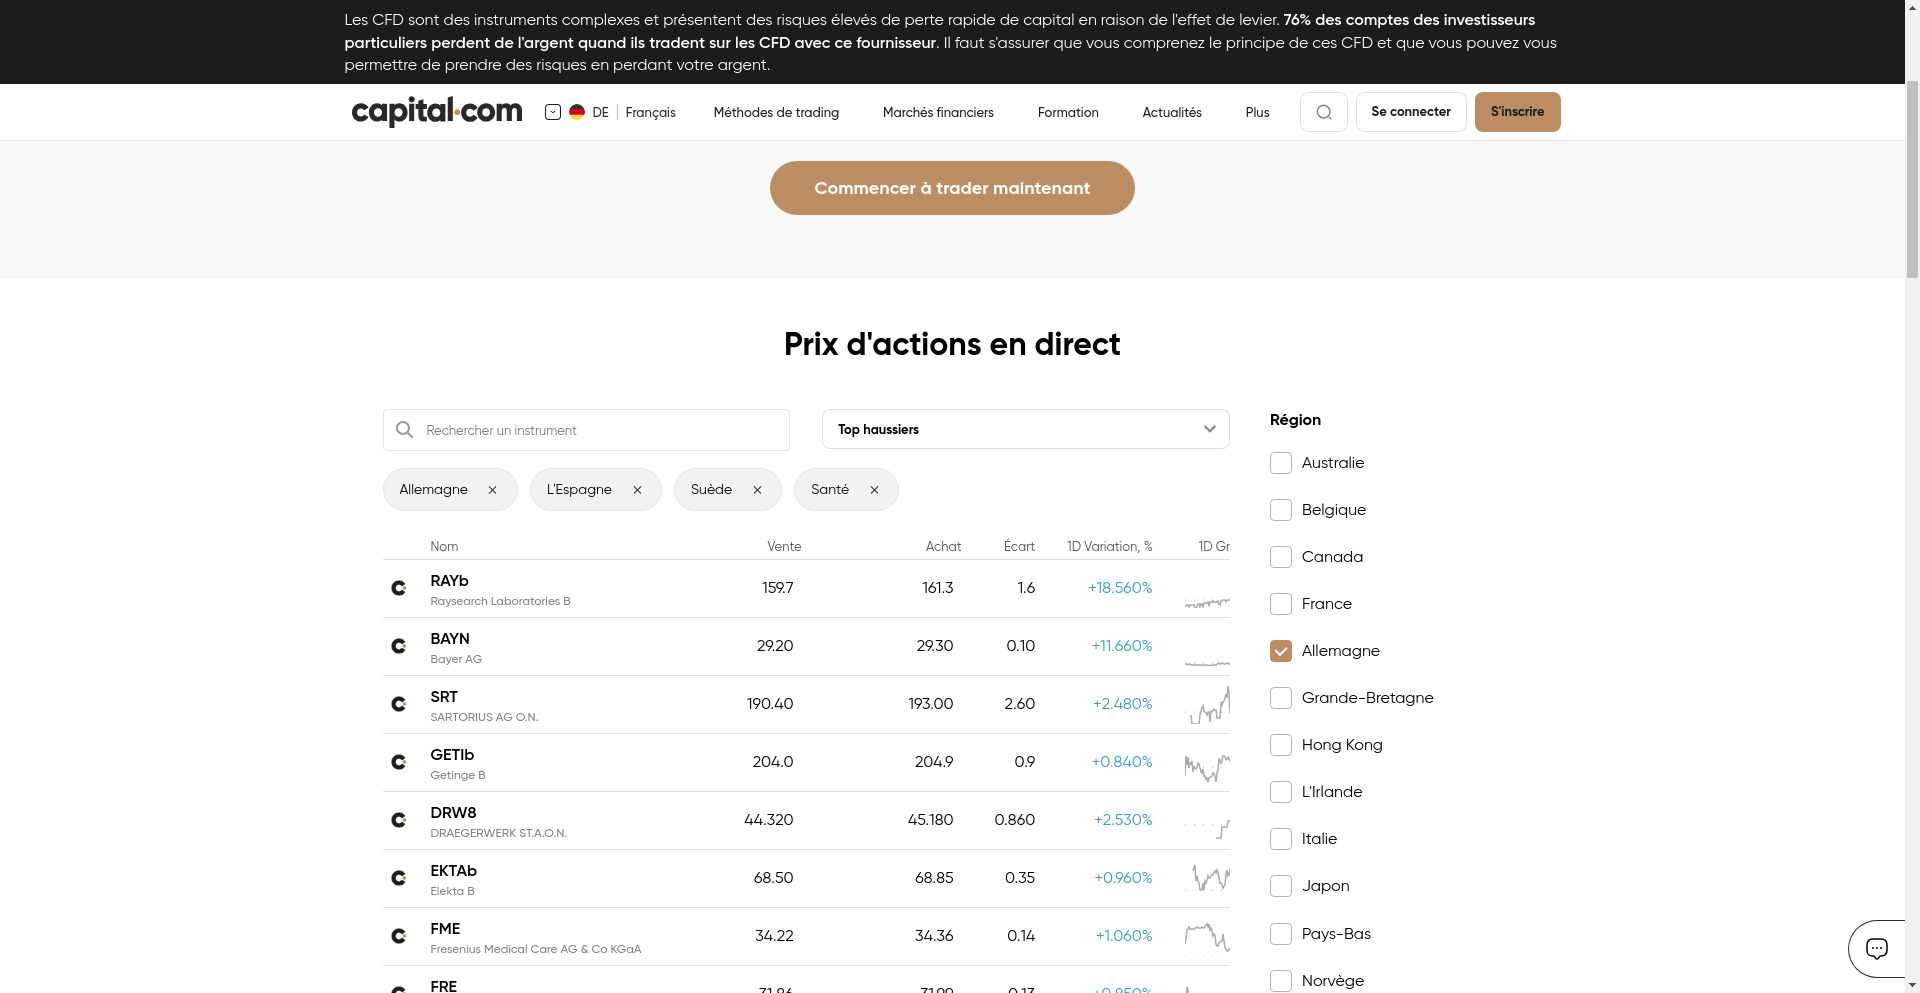 Les CFD sont des instruments complexes et présentent des risques élevés de perte rapide de capital en raison de l'effet de levier. 76% des comptes des investisseurs
particuliers perdent de l'argent quand ils tradent sur les CFD avec ce fournisseur. Il faut s'assurer que vous comprenez le principe de ces CFD et que vous pouvez vous
permettre de prendre des risques en perdant votre argent.
capital.com DE Français Méthodes de trading Marchés financiers Formation Actualités Plus Se connecter S'inscrire
Commencer à trader maintenant
Prix d'actions en direct
Rechercher un instrument
Top haussiers
Allemagne L'Espagne Suède Santé
Nom Vente Achat Écart 1D Variation, % 1D Gr
RAYb 159.7 161.3 1.6 +18.560%
Raysearch Laboratories B
BAYN 29.20 29.30 0.10 +11.660%
Bayer AG
SRT 190.40 193.00 2.60 +2.480%
SARTORIUS AG O.N.
GETIb 204.0 204.9 0.9 +0.840%
Getinge B
DRW8 44.320 45.180 0.860 +2.530%
DRAEGERWERK ST.A.O.N.
EKTAb 68.50 68.85 0.35 +0.960%
Elekta B
FME 34.22 34.36 0.14 +1.060%
Fresenius Medical Care AG & Co KGaA
FRE 31.86 31.99 0.13 +0.850%
Région
Australie
Belgique
Canada
France
Allemagne
Grande-Bretagne
Hong Kong
L'Irlande
Italie
Japon
Pays-Bas
Norvège